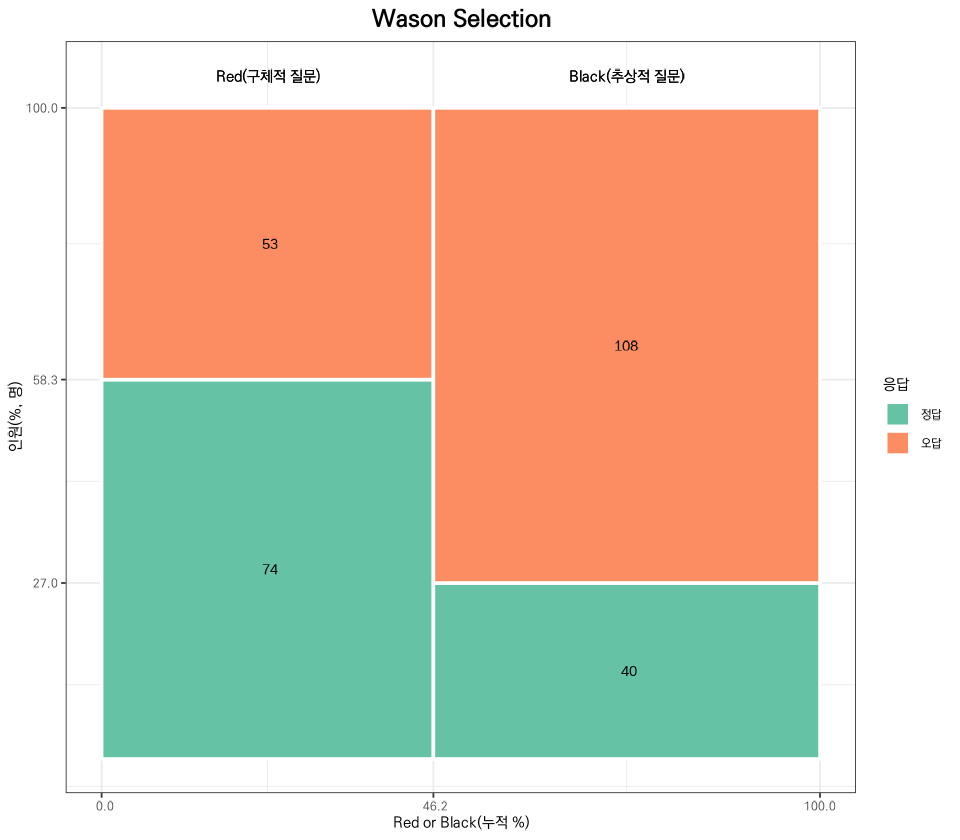 Wason Selection
Red(구체적 질문)
Black(추상적 질문)
100.0
58.3
27.0
인원(%, 명)
53
108
74
40
응답
정답
오답
0.0
46.2
100.0
Red or Black(누적 %)